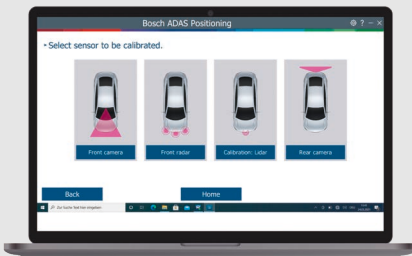 Bosch ADAS Positioning
Select sensor to be calibrated.
Front camera
Front radar
Calibration: Lidar
Rear camera
Back
Home